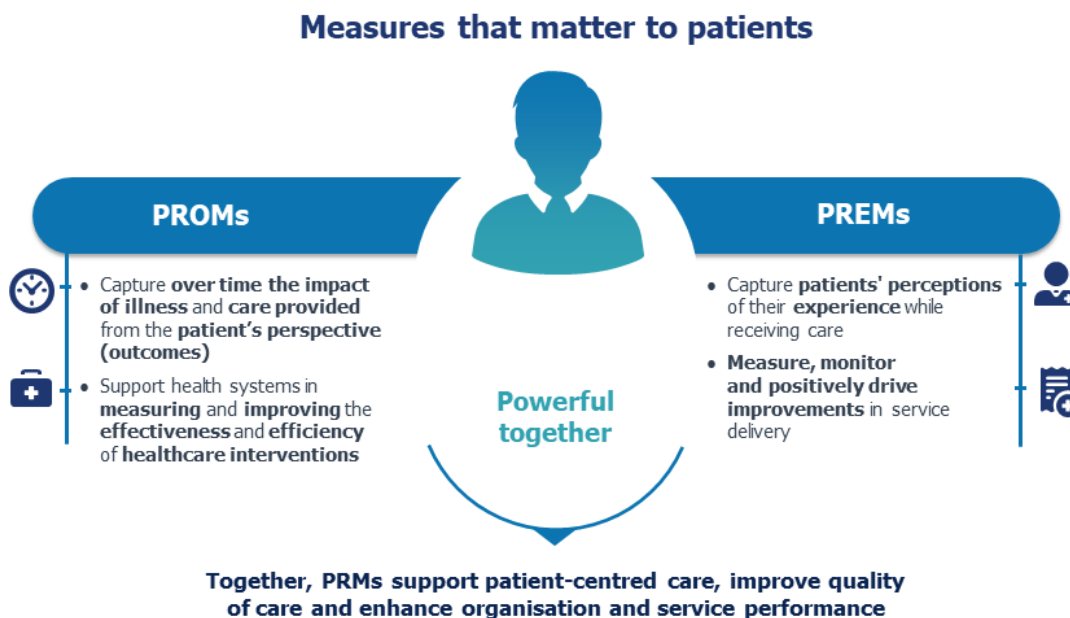 Measures that matter to patients
PROMs
• Capture over time the impact
of illness and care provided
from the patient's perspective
(outcomes)
• Support health systems in
measuring and improving the
effectiveness and efficiency
of healthcare interventions
Powerful
together
PREMs
• Capture patients' perceptions
of their experience while
receiving care
• Measure, monitor
and positively drive
improvements in service
delivery
Together, PRMs support patient-centred care, improve quality
of care and enhance organisation and service performance